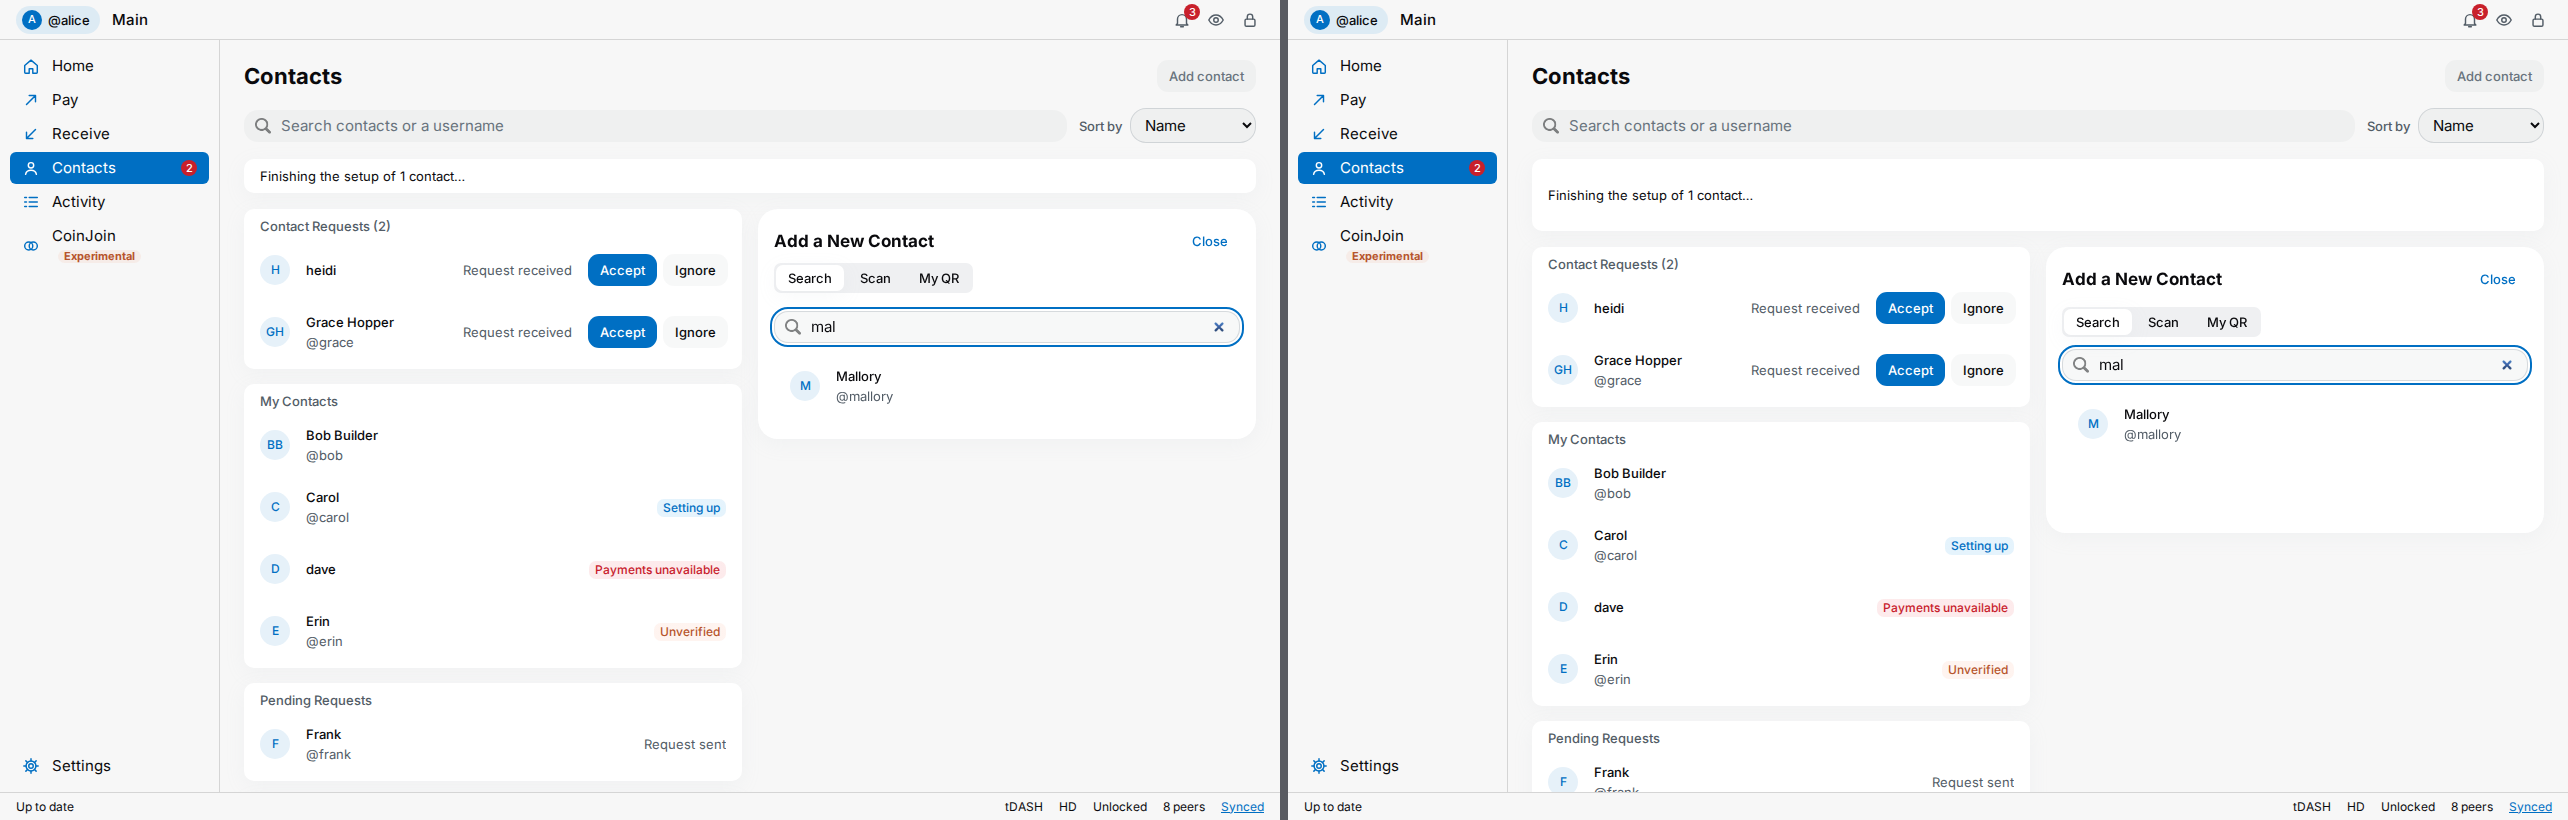 A @alice Main 3
Home
Pay
Receive
Contacts 2
Activity
CoinJoin
Experimental
Settings
Contacts
Add contact
Search contacts or a username
Sort by Name
Finishing the setup of 1 contact...
Contact Requests (2)
H heidi Request received Accept Ignore
GH Grace Hopper
@grace
Request received Accept Ignore
My Contacts
BB Bob Builder
@bob
C Carol
@carol
Setting up
D dave Payments unavailable
E Erin
@erin
Unverified
Pending Requests
F Frank
@frank
Request sent
Add a New Contact Close
Search Scan My QR
mal
M Mallory
@mallory
Up to date tDASH HD Unlocked 8 peers Synced
A @alice Main 3
Home
Pay
Receive
Contacts 2
Activity
CoinJoin
Experimental
Settings
Contacts
Add contact
Search contacts or a username
Sort by Name
Finishing the setup of 1 contact...
Contact Requests (2)
H heidi Request received Accept Ignore
GH Grace Hopper
@grace
Request received Accept Ignore
My Contacts
BB Bob Builder
@bob
C Carol
@carol
Setting up
D dave Payments unavailable
E Erin
@erin
Unverified
Pending Requests
F Frank
@frank
Request sent
Add a New Contact Close
Search Scan My QR
mal
M Mallory
@mallory
Up to date tDASH HD Unlocked 8 peers Synced